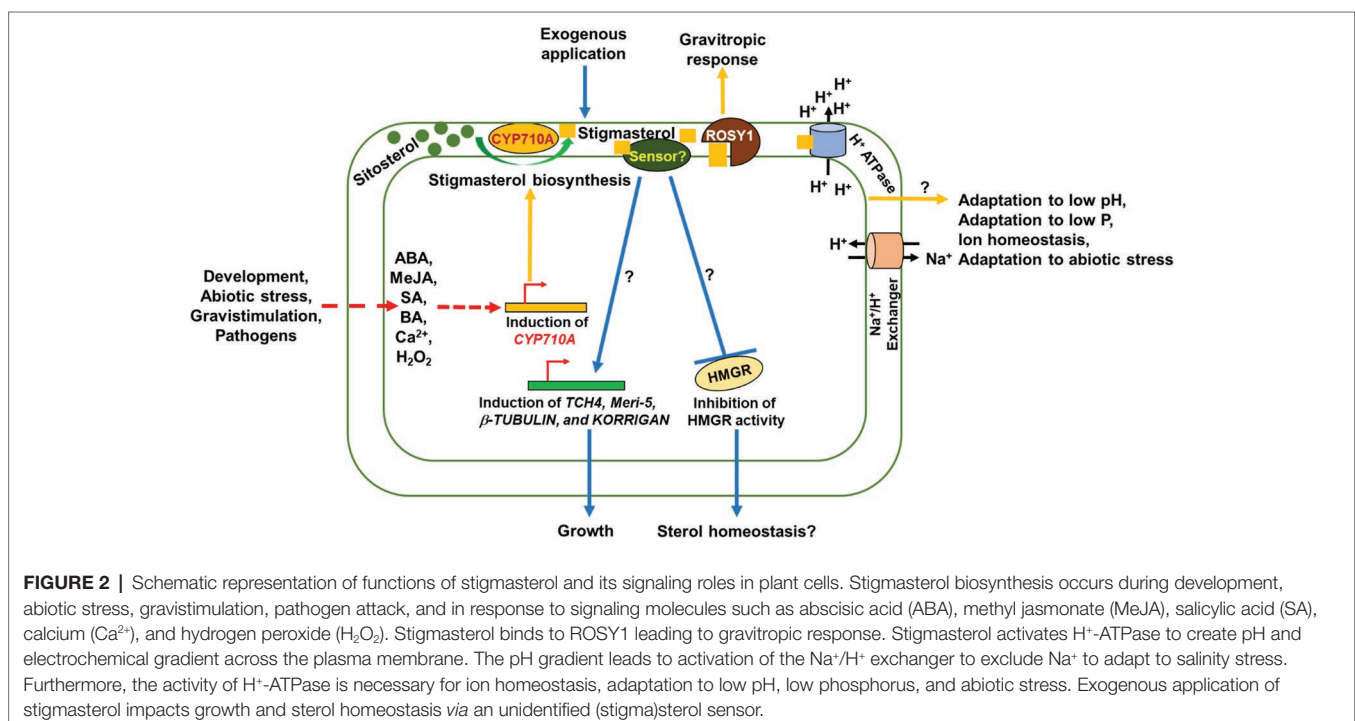 Exogenous
application
Gravitropic
response
H⁺
H⁺ H⁺
H⁺ H⁺
Sitosterol
CYP710A
Stigmasterol
Sensor?
ROSY1
H⁺ ATPase
Stigmasterol biosynthesis
H⁺ H⁺
?
Adaptation to low pH,
Adaptation to low P,
Ion homeostasis,
Adaptation to abiotic stress
H⁺
Na⁺
Na⁺/H⁺
Exchanger
Development,
Abiotic stress,
Gravistimulation,
Pathogens
ABA,
MeJA,
SA,
BA,
Ca²⁺,
H₂O₂
Induction of
CYP710A
?
?
HMGR
Induction of TCH4, Meri-5,
β-TUBULIN, and KORRIGAN
Inhibition of
HMGR activity
Growth
Sterol homeostasis?
FIGURE 2 | Schematic representation of functions of stigmasterol and its signaling roles in plant cells. Stigmasterol biosynthesis occurs during development,
abiotic stress, gravistimulation, pathogen attack, and in response to signaling molecules such as abscisic acid (ABA), methyl jasmonate (MeJA), salicylic acid (SA),
calcium (Ca²⁺), and hydrogen peroxide (H₂O₂). Stigmasterol binds to ROSY1 leading to gravitropic response. Stigmasterol activates H⁺-ATPase to create pH and
electrochemical gradient across the plasma membrane. The pH gradient leads to activation of the Na⁺/H⁺ exchanger to exclude Na⁺ to adapt to salinity stress.
Furthermore, the activity of H⁺-ATPase is necessary for ion homeostasis, adaptation to low pH, low phosphorus, and abiotic stress. Exogenous application of
stigmasterol impacts growth and sterol homeostasis via an unidentified (stigma)sterol sensor.